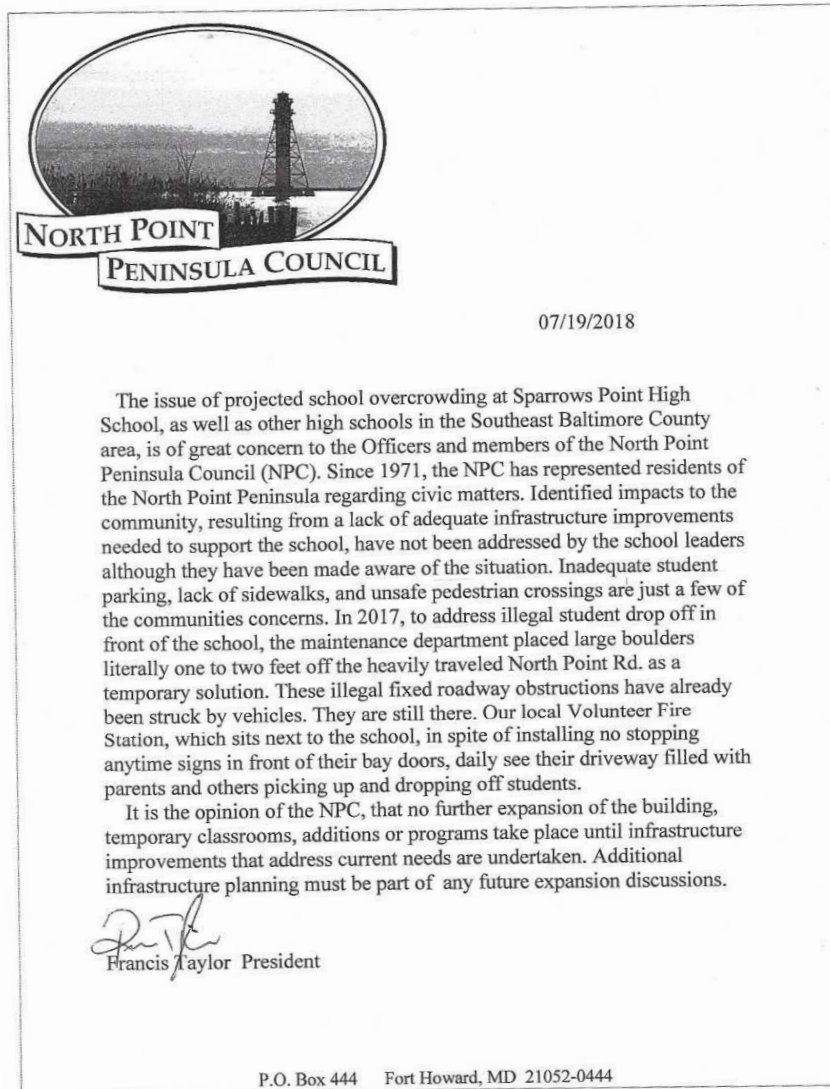 NORTH POINT
PENINSULA COUNCIL
07/19/2018
The issue of projected school overcrowding at Sparrows Point High
School, as well as other high schools in the Southeast Baltimore County
area, is of great concern to the Officers and members of the North Point
Peninsula Council (NPC). Since 1971, the NPC has represented residents of
the North Point Peninsula regarding civic matters. Identified impacts to the
community, resulting from a lack of adequate infrastructure improvements
needed to support the school, have not been addressed by the school leaders
although they have been made aware of the situation. Inadequate student
parking, lack of sidewalks, and unsafe pedestrian crossings are just a few of
the communities concerns. In 2017, to address illegal student drop off in
front of the school, the maintenance department placed large boulders
literally one to two feet off the heavily traveled North Point Rd. as a
temporary solution. These illegal fixed roadway obstructions have already
been struck by vehicles. They are still there. Our local Volunteer Fire
Station, which sits next to the school, in spite of installing no stopping
anytime signs in front of their bay doors, daily see their driveway filled with
parents and others picking up and dropping off students.
It is the opinion of the NPC, that no further expansion of the building,
temporary classrooms, additions or programs take place until infrastructure
improvements that address current needs are undertaken. Additional
infrastructure planning must be part of any future expansion discussions.
Francis Taylor President
P.O. Box 444 Fort Howard, MD 21052-0444